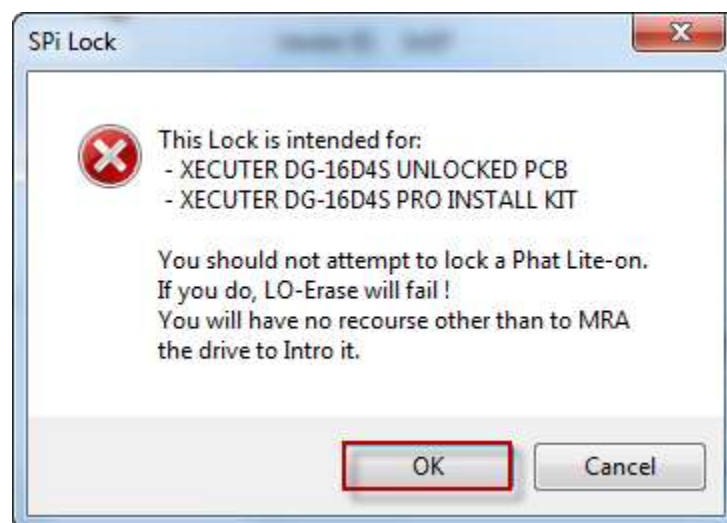 SPi Lock
This Lock is intended for:
- XECUTER DG-16D4S UNLOCKED PCB
- XECUTER DG-16D4S PRO INSTALL KIT
You should not attempt to lock a Phat Lite-on.
If you do, LO-Erase will fail !
You will have no recourse other than to MRA
the drive to Intro it.
OK
Cancel